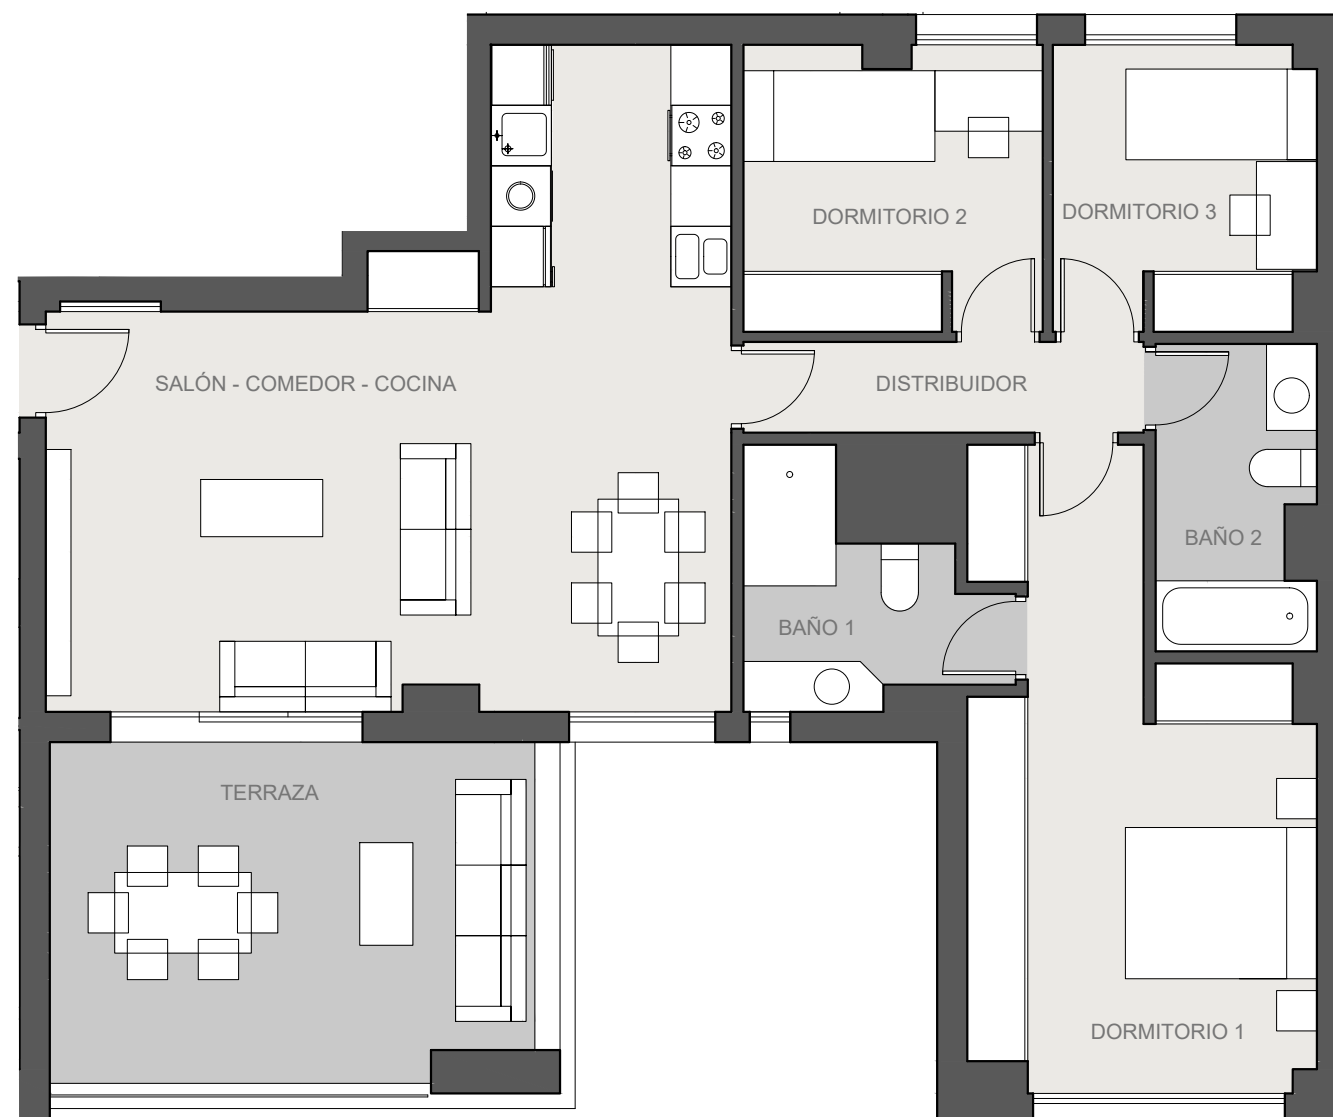 DORMITORIO 2
DORMITORIO 3
SALÓN - COMEDOR - COCINA
DISTRIBUIDOR
BAÑO 2
BAÑO 1
TERRAZA
DORMITORIO 1